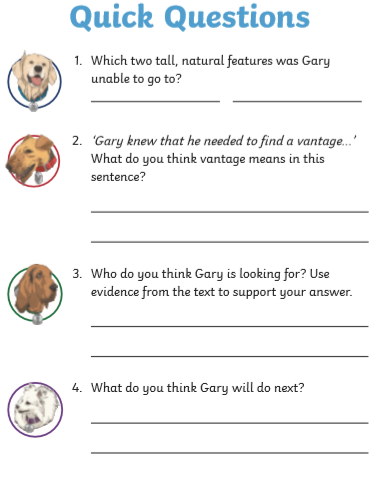 Quick Questions
1. Which two tall, natural features was Gary
unable to go to?
2. ‘Gary knew that he needed to find a vantage...’
What do you think vantage means in this
sentence?
3. Who do you think Gary is looking for? Use
evidence from the text to support your answer.
4. What do you think Gary will do next?